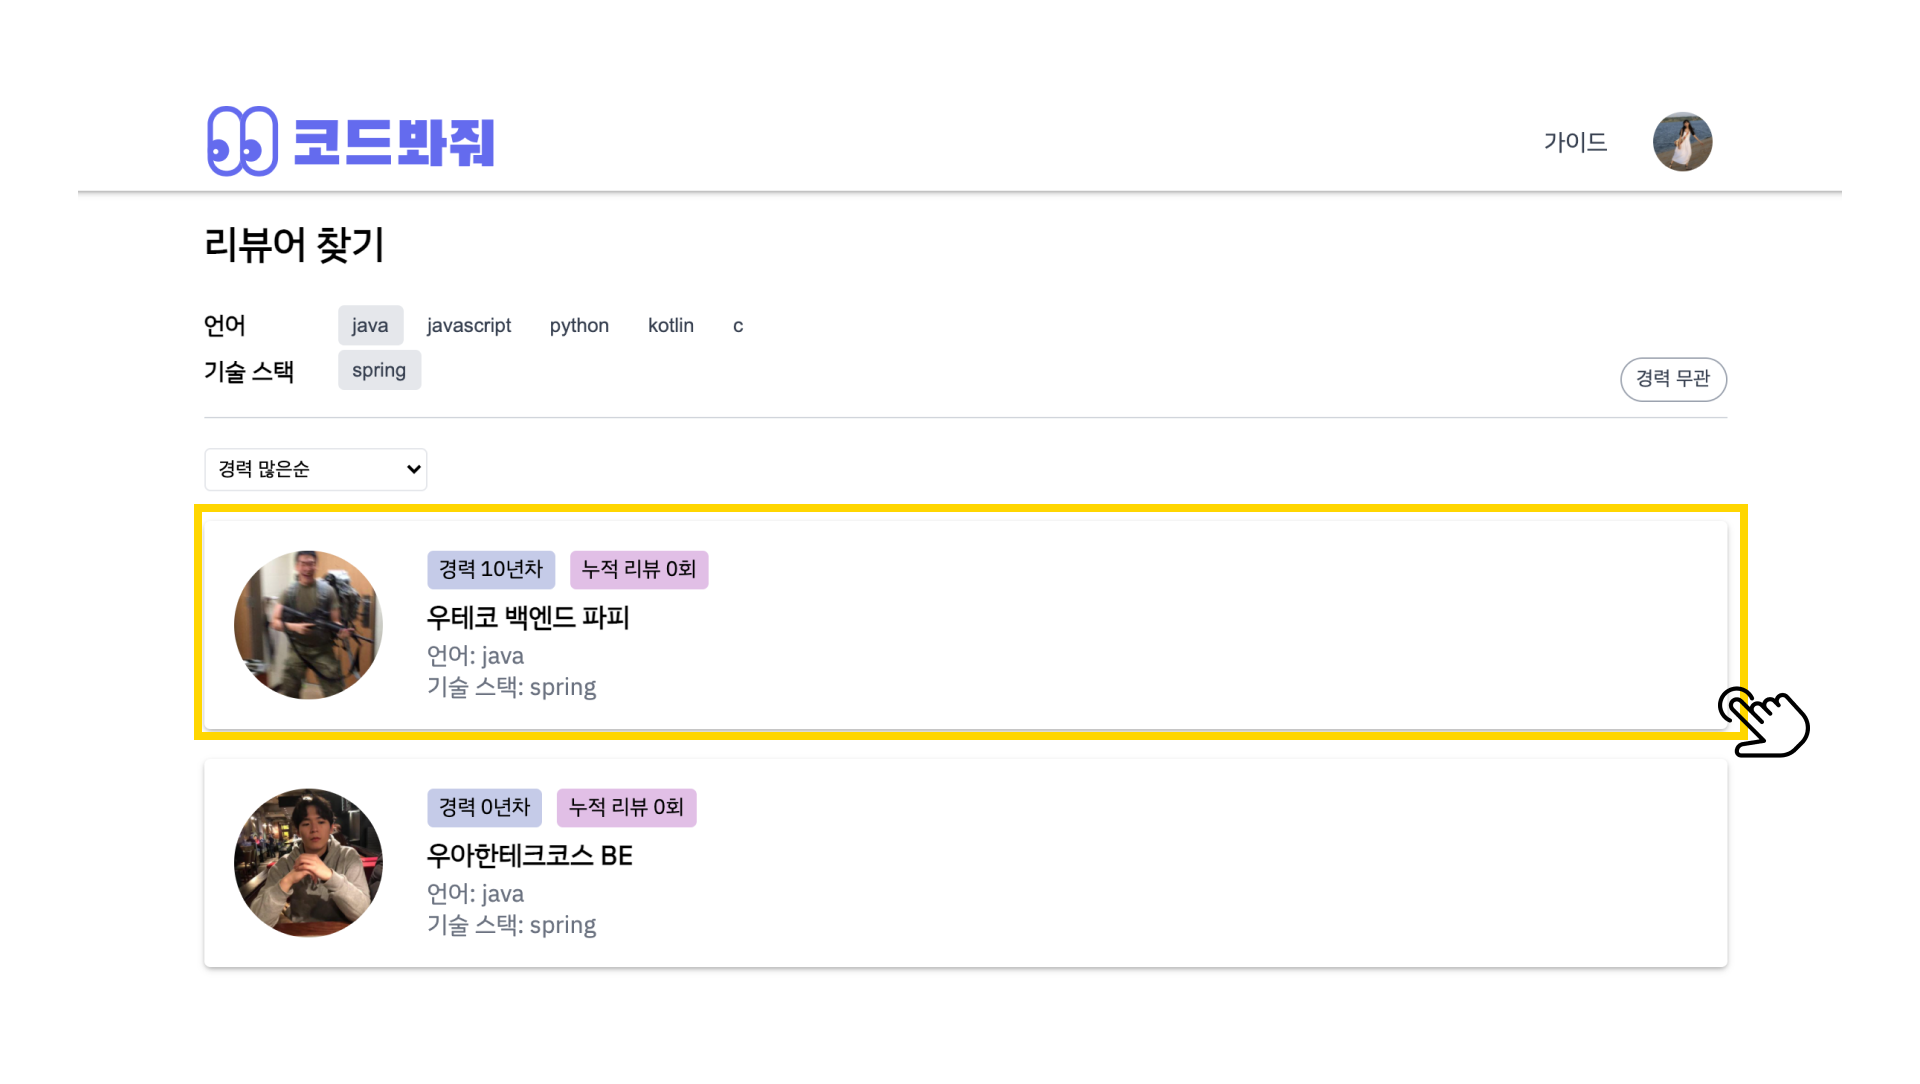 코드봐줘
가이드
리뷰어 찾기
언어 java javascript python kotlin c
기술 스택 spring
경력 무관
경력 많은순
경력 10년차 누적 리뷰 0회
우테코 백엔드 파피
언어: java
기술 스택: spring
경력 0년차 누적 리뷰 0회
우아한테크코스 BE
언어: java
기술 스택: spring